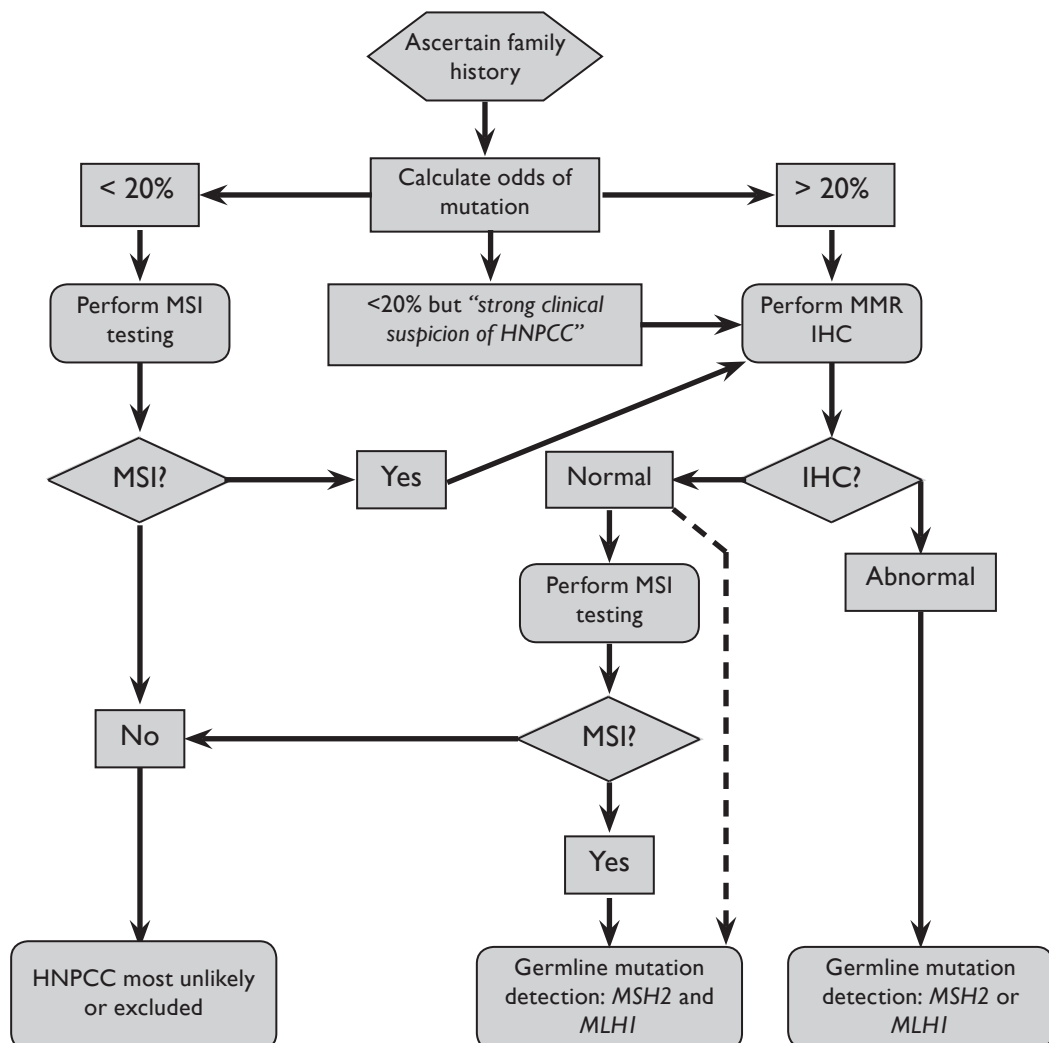 Ascertain family
history
< 20%
Calculate odds of
mutation
> 20%
Perform MSI
testing
<20% but “strong clinical
suspicion of HNPCC”
Perform MMR
IHC
MSI?
Yes
Normal
IHC?
Perform MSI
testing
Abnormal
No
MSI?
Yes
HNPCC most unlikely
or excluded
Germline mutation
detection: MSH2 and
MLH1
Germline mutation
detection: MSH2 or
MLH1